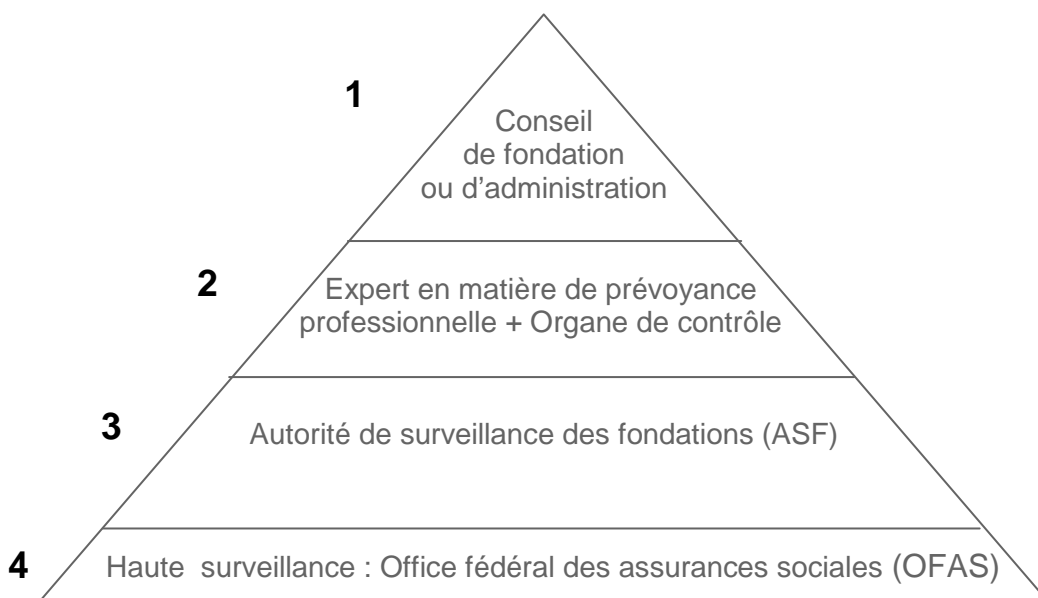 1
Conseil
de fondation
ou d'administration
2
Expert en matière de prévoyance
professionnelle + Organe de contrôle
3
Autorité de surveillance des fondations (ASF)
4
Haute surveillance : Office fédéral des assurances sociales (OFAS)